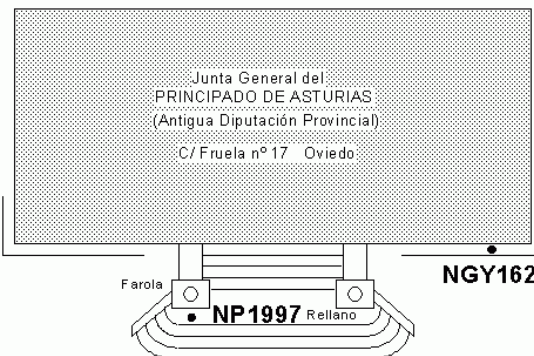 Junta General del
PRINCIPADO DE ASTURIAS
(Antigua Diputación Provincial)
C/ Fruela nº 17 Oviedo
NGY162
Farola
NP1997 Rellano